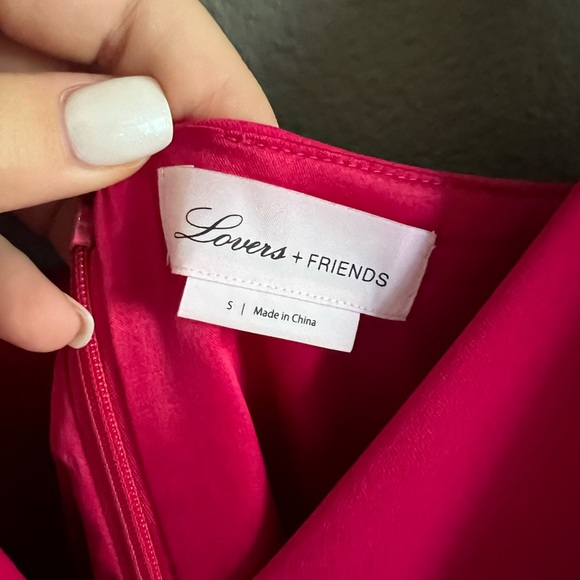 Lovers + FRIENDS
S | Made in China